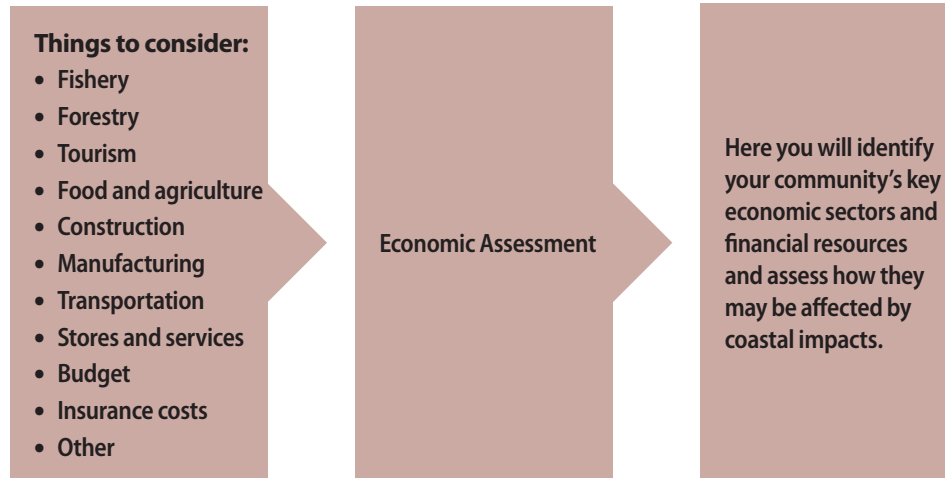 Things to consider:
• Fishery
• Forestry
• Tourism
• Food and agriculture
• Construction
• Manufacturing
• Transportation
• Stores and services
• Budget
• Insurance costs
• Other
Economic Assessment
Here you will identify
your community’s key
economic sectors and
financial resources
and assess how they
may be affected by
coastal impacts.